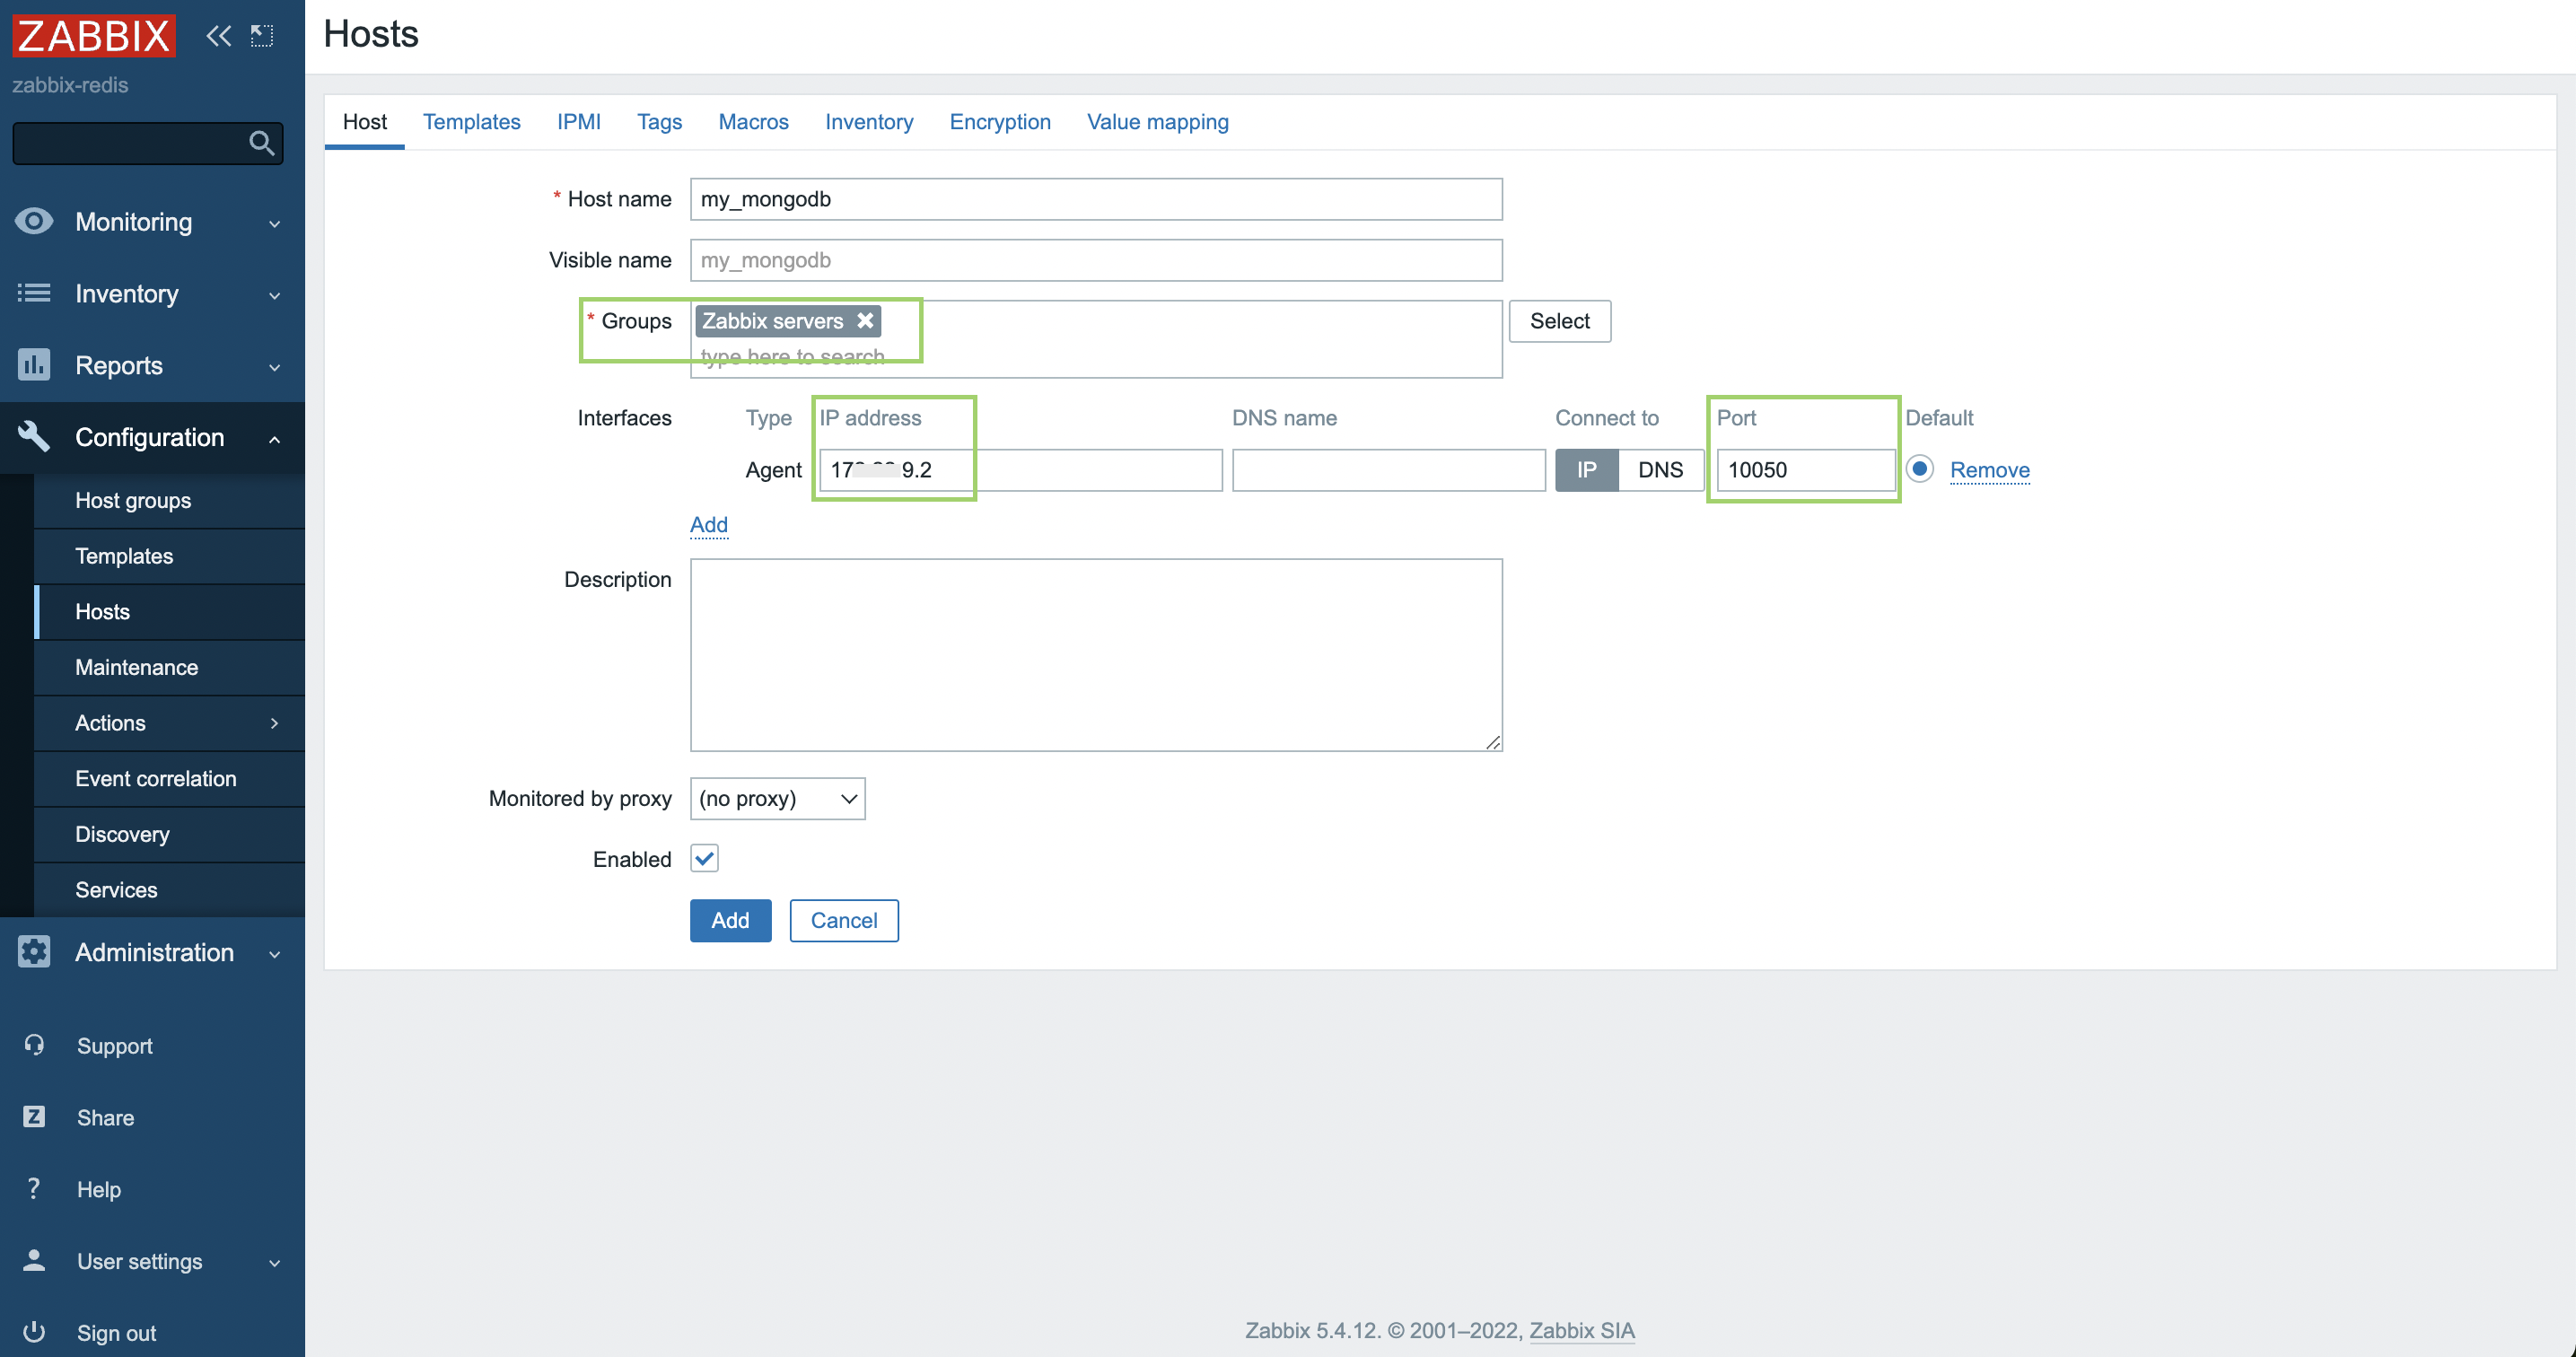 ZABBIX
zabbix-redis
Monitoring
Inventory
Reports
Configuration
Host groups
Templates
Hosts
Maintenance
Actions
Event correlation
Discovery
Services
Administration
Support
Z Share
? Help
User settings
Sign out
Hosts
Host Templates IPMI Tags Macros Inventory Encryption Value mapping
* Host name my_mongodb
Visible name my_mongodb
* Groups Zabbix servers Select
type here to search
Interfaces Type IP address DNS name Connect to Port Default
Agent 9.2 IP DNS 10050 Remove
Add
Description
Monitored by proxy (no proxy)
Enabled
Add Cancel
Zabbix 5.4.12. © 2001–2022, Zabbix SIA